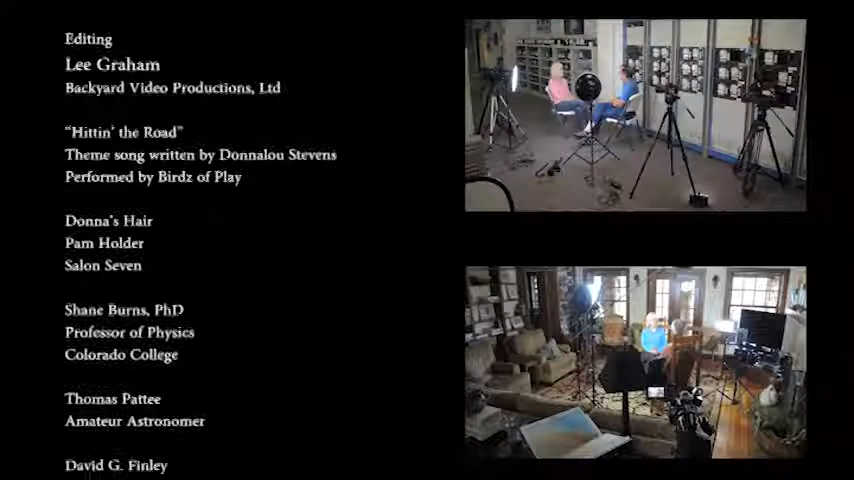 Editing
Lee Graham
Backyard Video Productions, Ltd
"Hittin' the Road"
Theme song written by Donnalou Stevens
Performed by Birdz of Play
Donna's Hair
Pam Holder
Salon Seven
Shane Burns, PhD
Professor of Physics
Colorado College
Thomas Pattee
Amateur Astronomer
David G. Finley